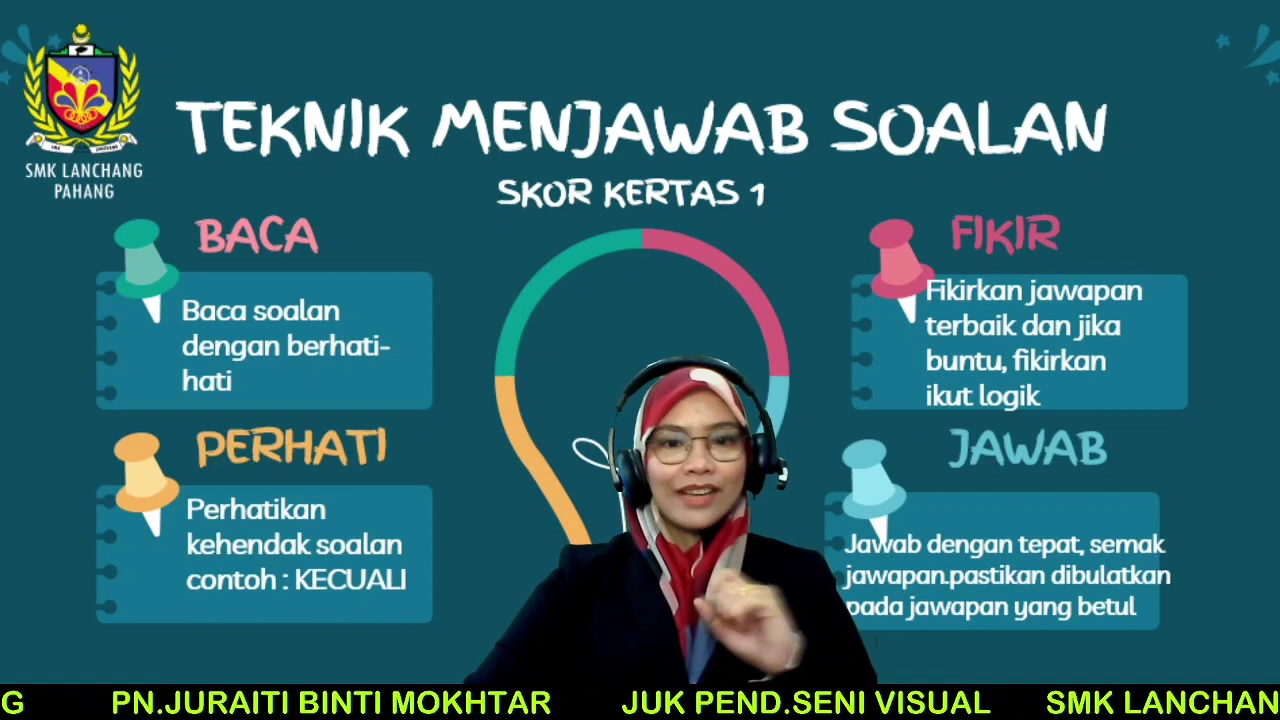 SMK LANCHANG
PAHANG
TEKNIK MENJAWAB SOALAN
SKOR KERTAS 1
BACA
Baca soalan
dengan berhati-
hati
PERHATI
Perhatikan
kehendak soalan
contoh : KECUALI
FIKIR
Fikirkan jawapan
terbaik dan jika
buntu, fikirkan
ikut logik
JAWAB
Jawab dengan tepat, semak
jawapan.pastikan dibulatkan
pada jawapan yang betul
G PN.JURAITI BINTI MOKHTAR JUK PEND.SENI VISUAL SMK LANCHAN